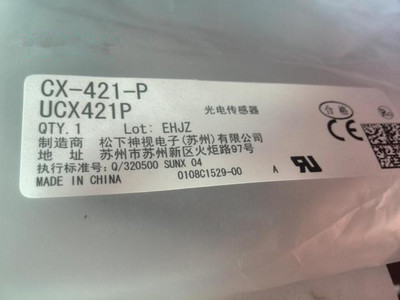 CX-421-P
UCX421P
光电传感器
QTY.1 Lot: EHJZ
制造商 松下神视电子(苏州)有限公司
地 址 苏州市苏州新区火炬路97号
执行标准号: Q/320500 SUNX 04
MADE IN CHINA
0108C1529-00
A
合格
CE